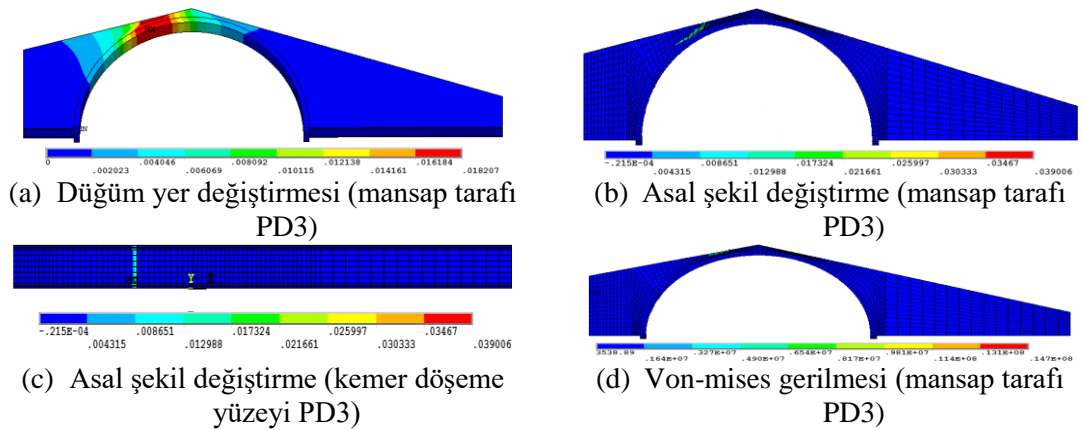 0 .004046 .008092 .012138 .016184
.002023 .006069 .010115 .014161 .018207
(a) Düğüm yer değiştirmesi (mansap tarafı
PD3)
-.215E-04 .008651 .017324 .025997 .03467
.004315 .012988 .021661 .030333 .039006
(b) Asal şekil değiştirme (mansap tarafı
PD3)
Y
-.215E-04 .008651 .017324 .025997 .03467
.004315 .012988 .021661 .030333 .039006
(c) Asal şekil değiştirme (kemer döşeme
yüzeyi PD3)
3538.89 .327E+07 .654E+07 .981E+07 .131E+08
.164E+07 .490E+07 .817E+07 .114E+08 .147E+08
(d) Von-mises gerilmesi (mansap tarafı
PD3)